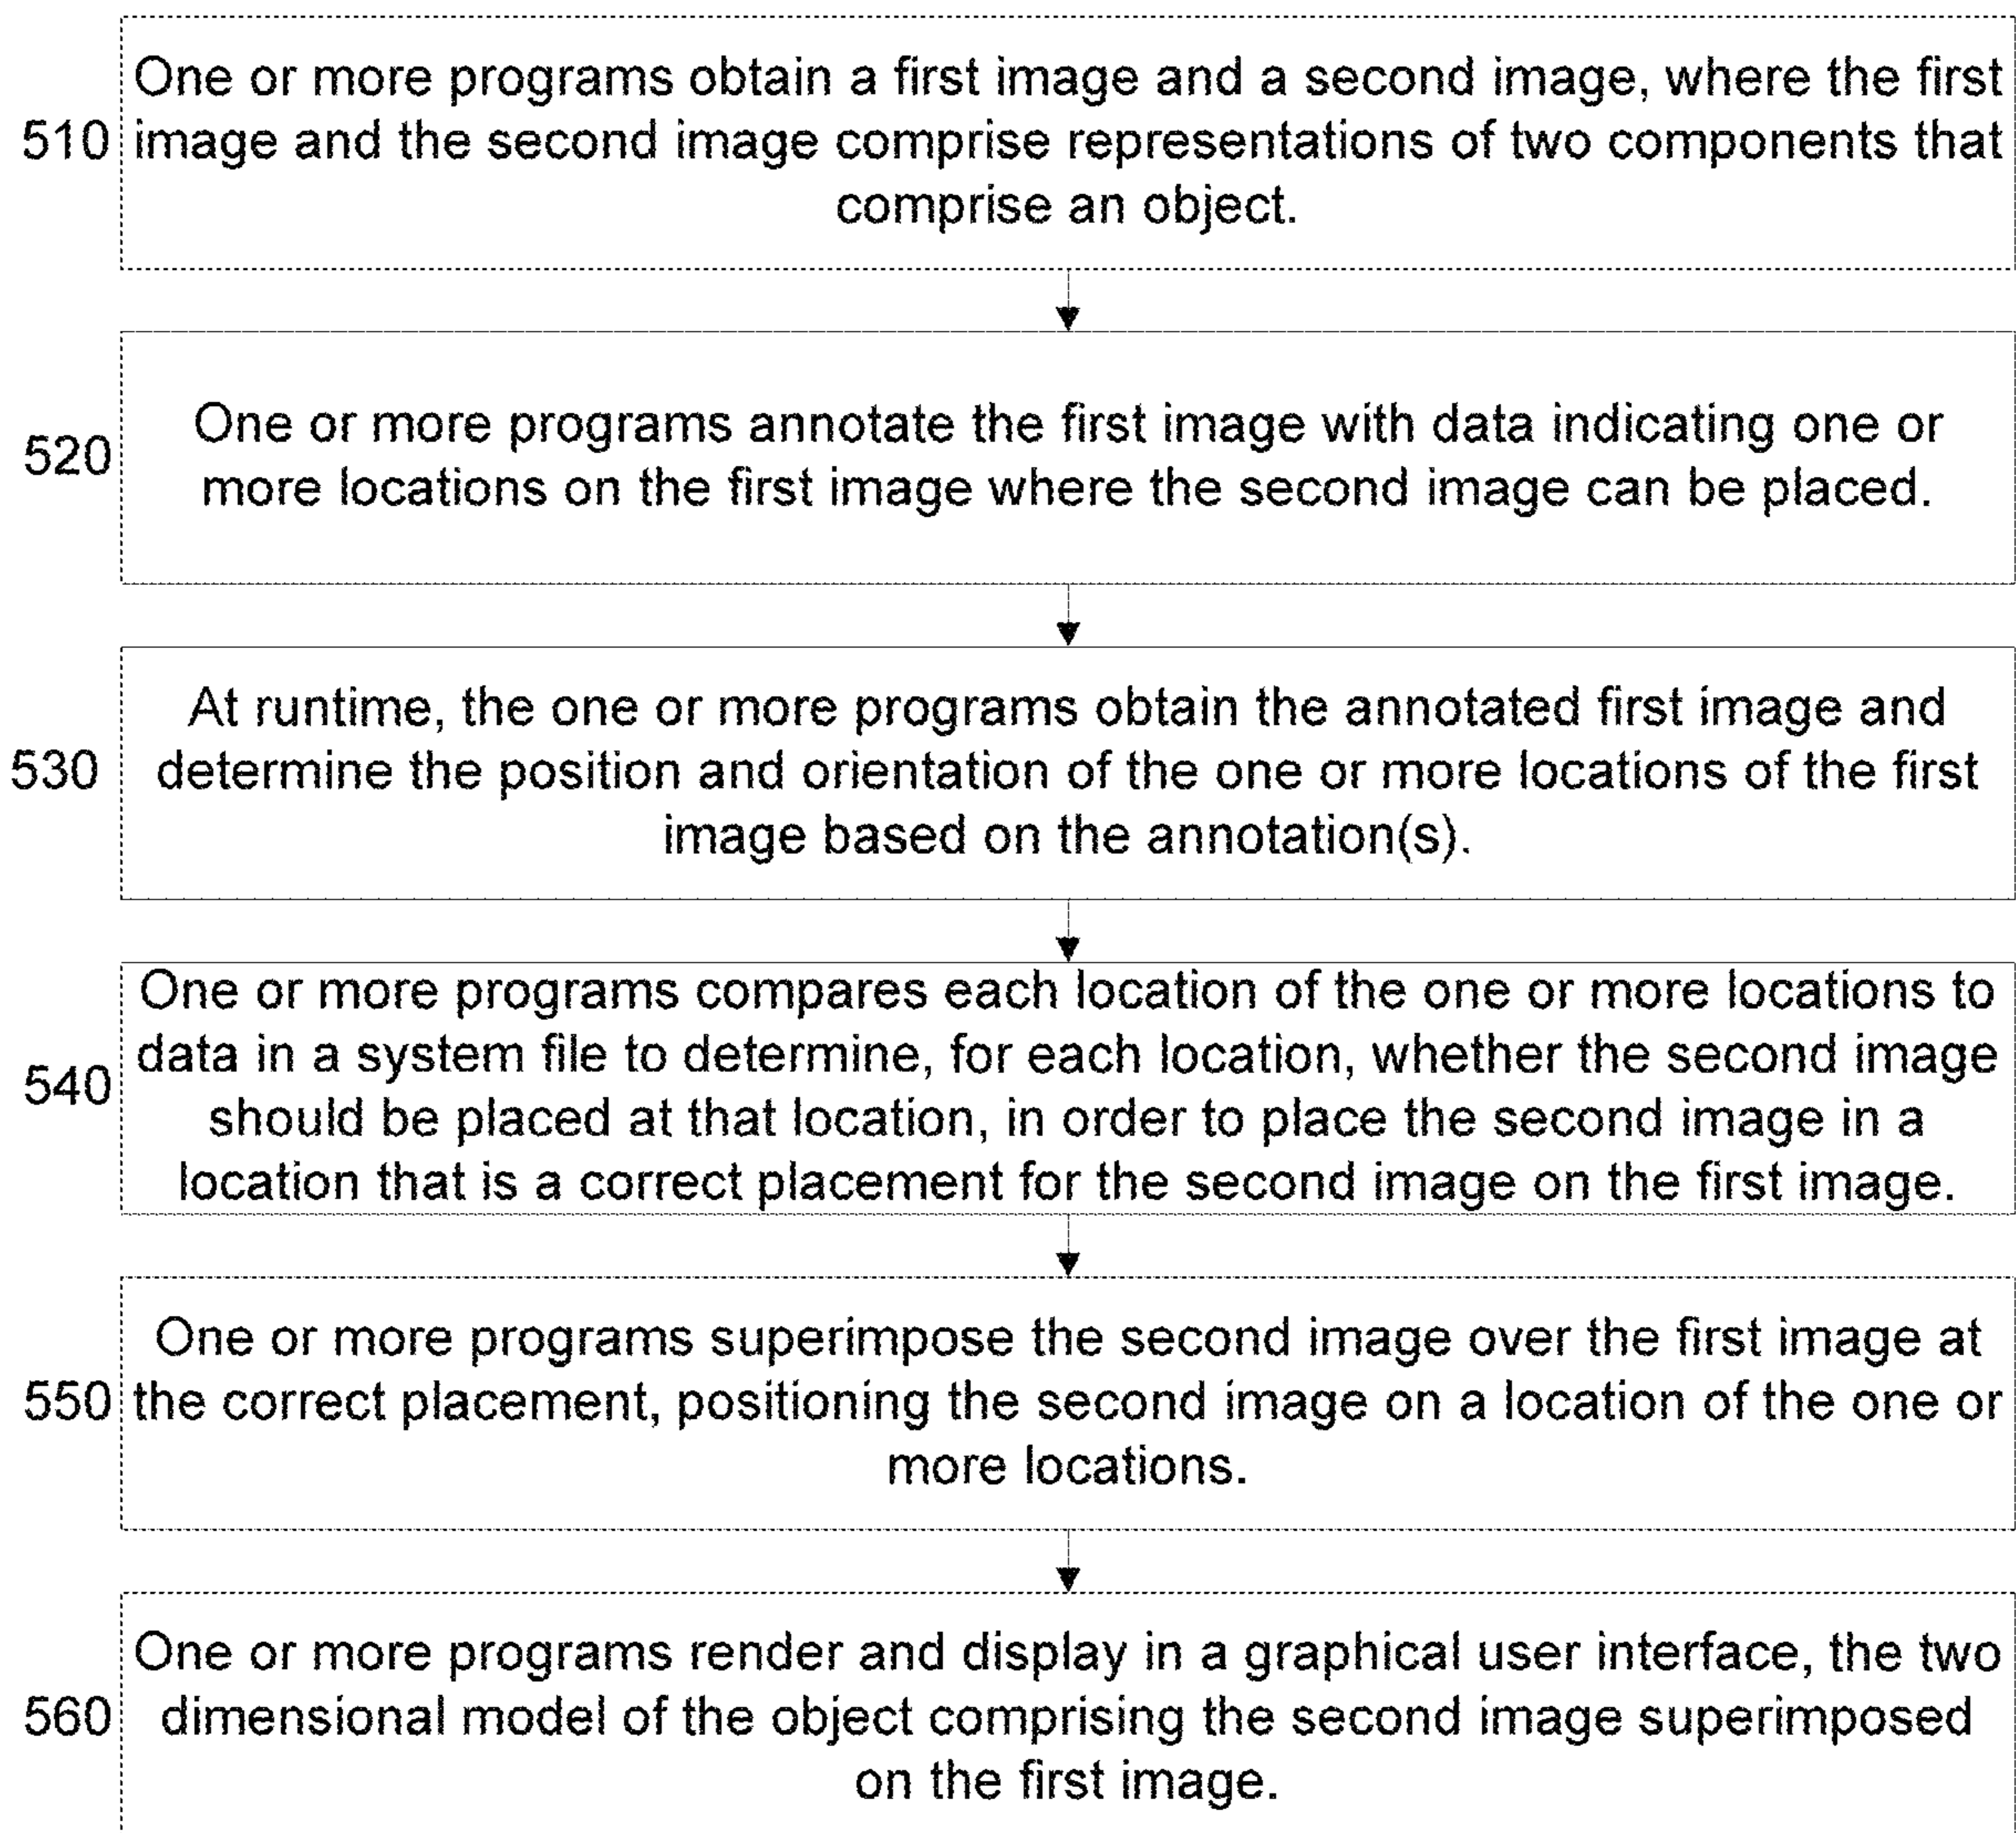 One or more programs obtain a first image and a second image, where the first
510 image and the second image comprise representations of two components that
comprise an object.
One or more programs annotate the first image with data indicating one or
520
more locations on the first image where the second image can be placed.
At runtime, the one or more programs obtain the annotated first image and
530 determine the position and orientation of the one or more locations of the first
image based on the annotation(s).
One or more programs compares each location of the one or more locations to
data in a system file to determine, for each location, whether the second image
540
should be placed at that location, in order to place the second image in a
location that is a correct placement for the second image on the first image.
One or more programs superimpose the second image over the first image at
550 the correct placement, positioning the second image on a location of the one or
more locations.
One or more programs render and display in a graphical user interface, the two
560 dimensional model of the object comprising the second image superimposed
on the first image.